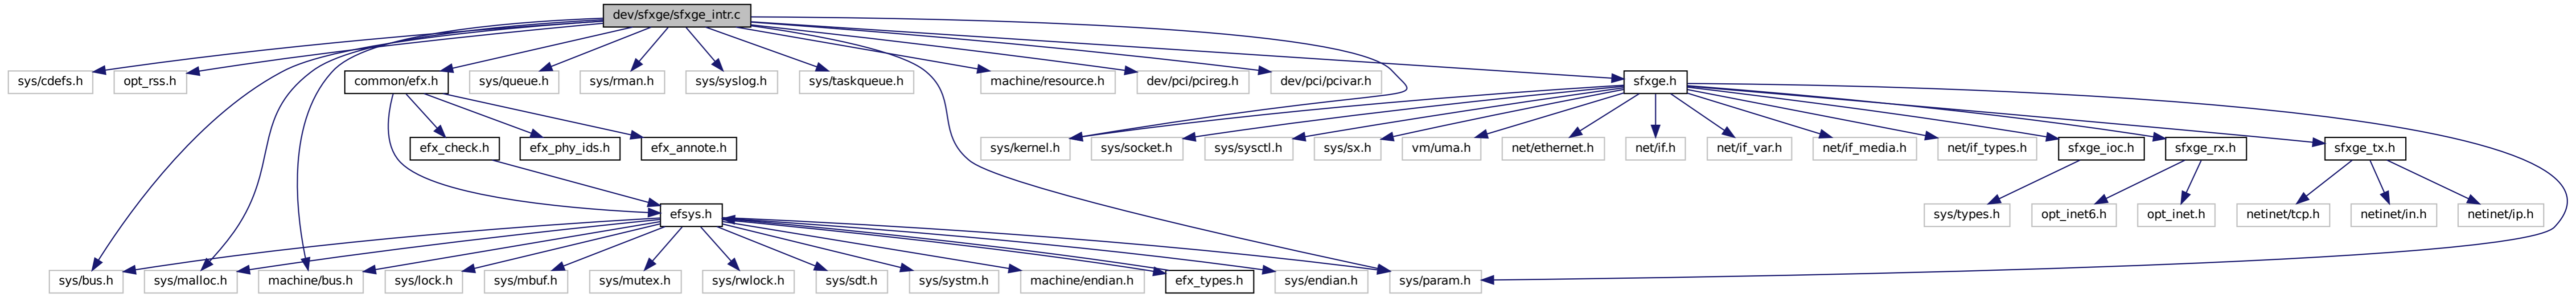 dev/sfxge/sfxge_intr.c
sys/cdefs.h
opt_rss.h
common/efx.h
sys/queue.h
sys/rman.h
sys/syslog.h
sys/taskqueue.h
machine/resource.h
dev/pci/pcireg.h
dev/pci/pcivar.h
sfxge.h
efx_check.h
efx_phy_ids.h
efx_annote.h
sys/kernel.h
sys/socket.h
sys/sysctl.h
sys/sx.h
vm/uma.h
net/ethernet.h
net/if.h
net/if_var.h
net/if_media.h
net/if_types.h
sfxge_ioc.h
sfxge_rx.h
sfxge_tx.h
efsys.h
sys/types.h
opt_inet6.h
opt_inet.h
netinet/tcp.h
netinet/in.h
netinet/ip.h
sys/bus.h
sys/malloc.h
machine/bus.h
sys/lock.h
sys/mbuf.h
sys/mutex.h
sys/rwlock.h
sys/sdt.h
sys/systm.h
machine/endian.h
efx_types.h
sys/endian.h
sys/param.h